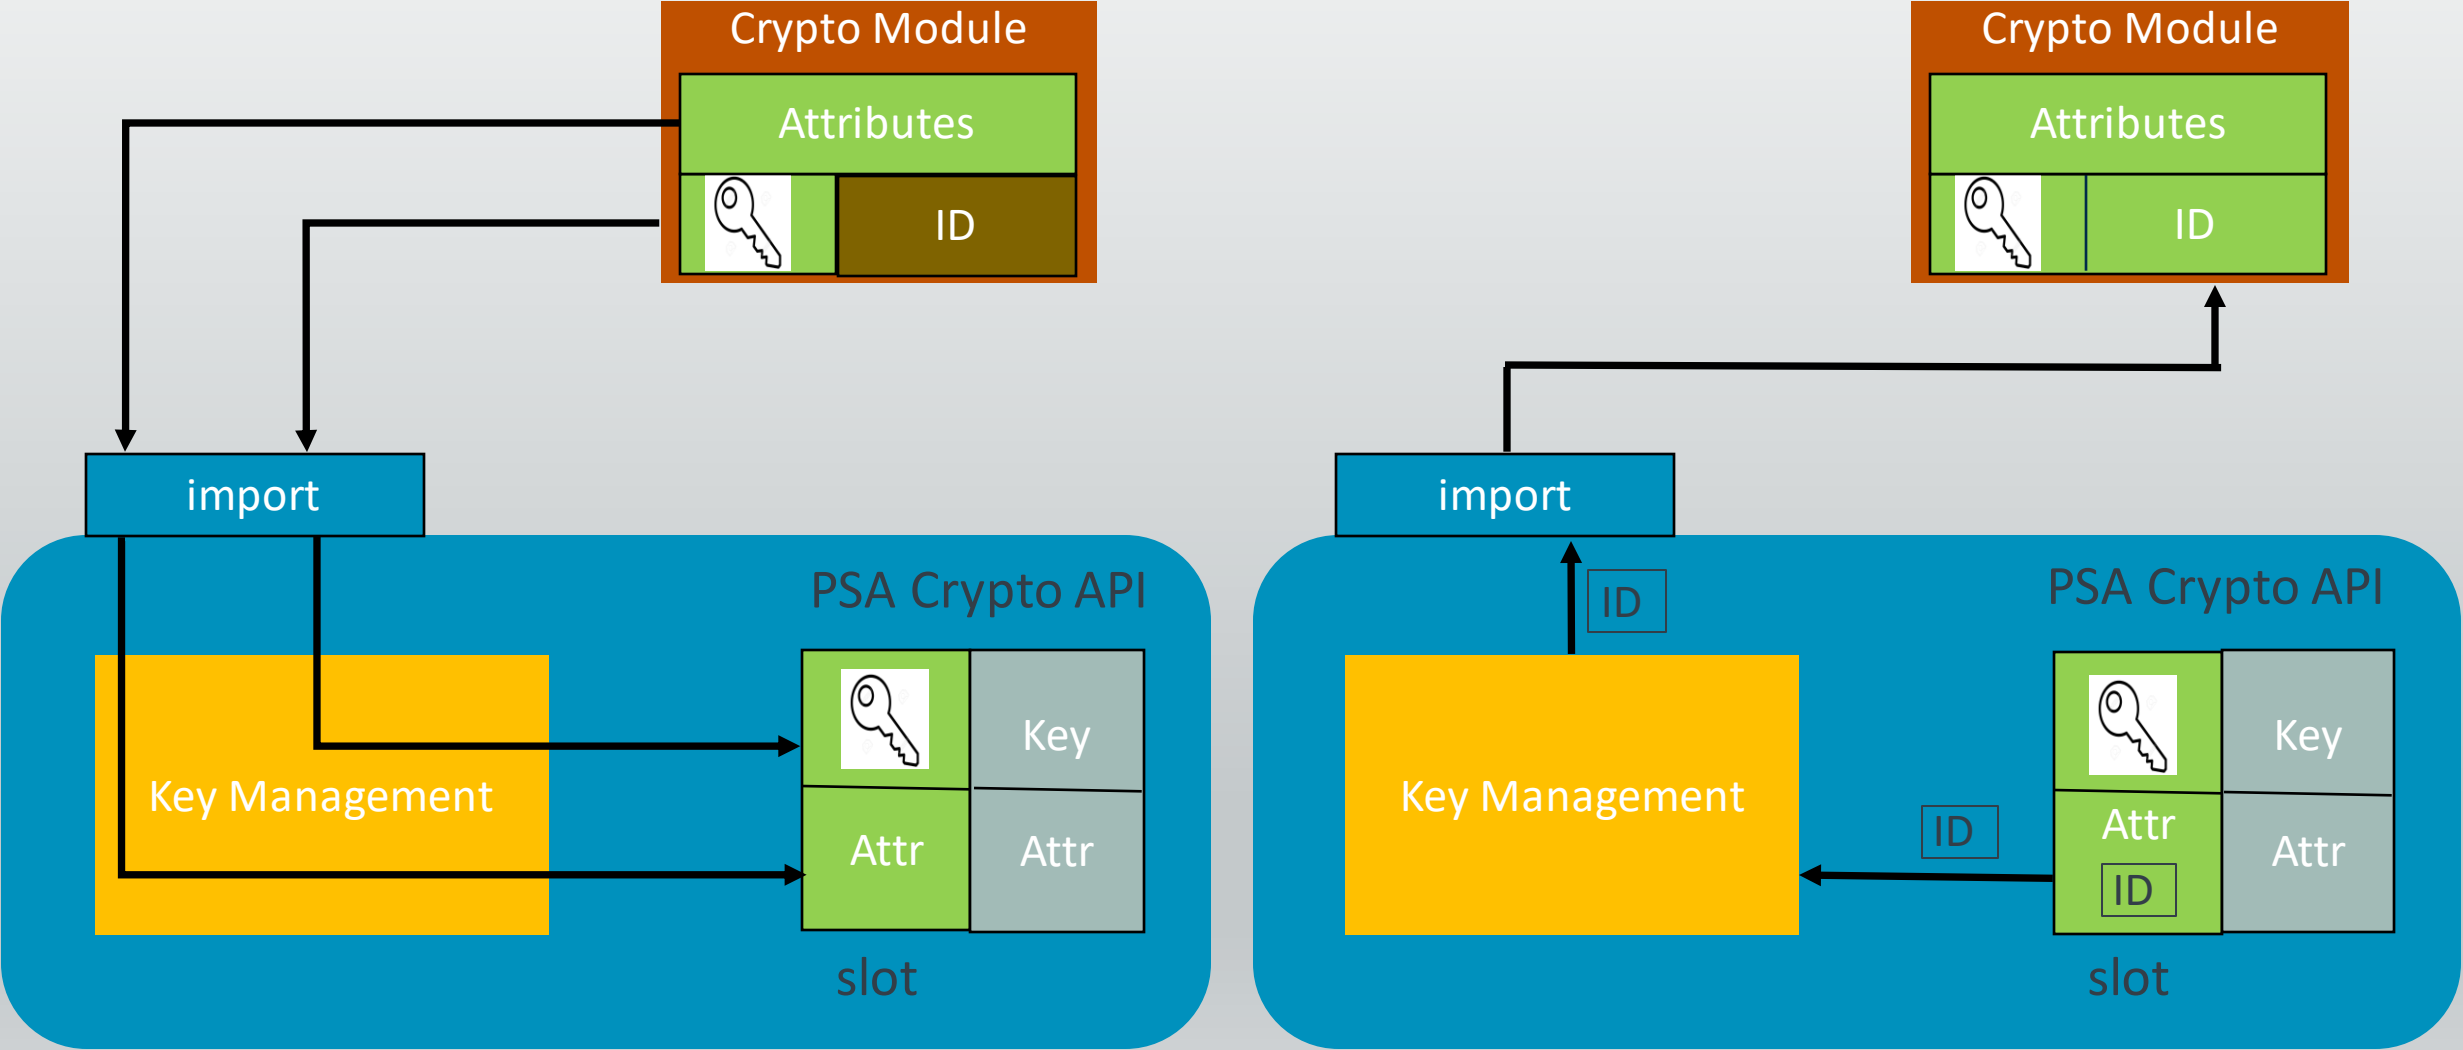 Crypto Module
Attributes
ID
import
PSA Crypto API
Key Management
Key
Attr
Attr
slot
Crypto Module
Attributes
ID
import
ID
PSA Crypto API
Key Management
ID
Key
Attr
ID
Attr
slot